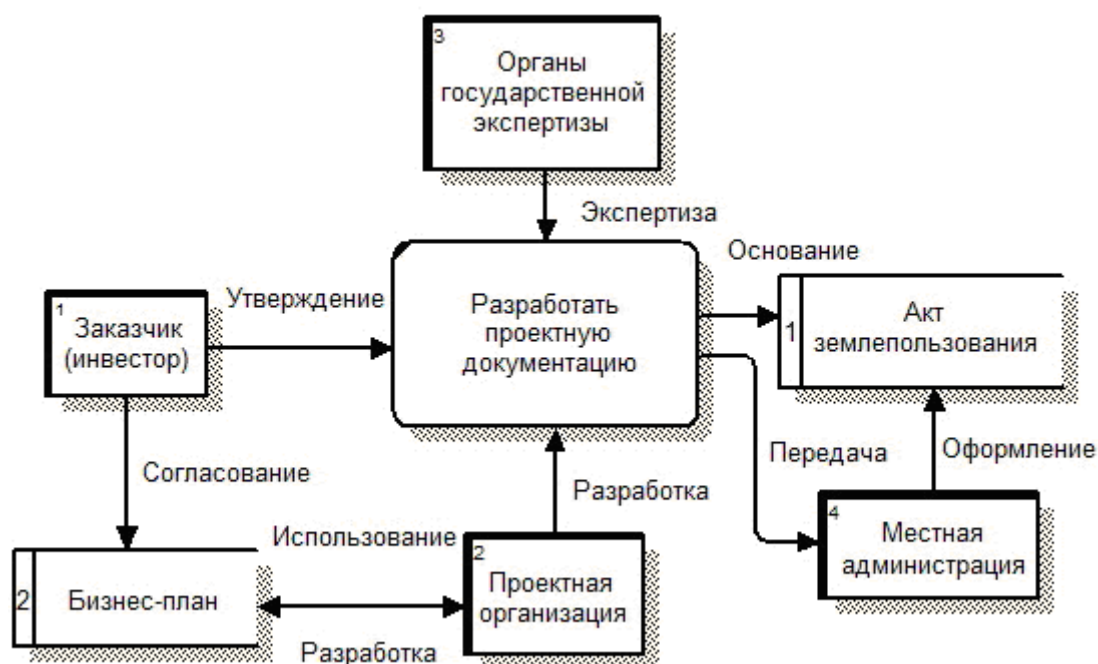 3
Органы
государственной
экспертизы
Экспертиза
Основание
Утверждение
1
Заказчик
(инвестор)
Разработать
проектную
документацию
1
Акт
землепользования
Согласование
Разработка
Передача
Оформление
Использование
2
Бизнес-план
2
Проектная
организация
4
Местная
администрация
Разработка